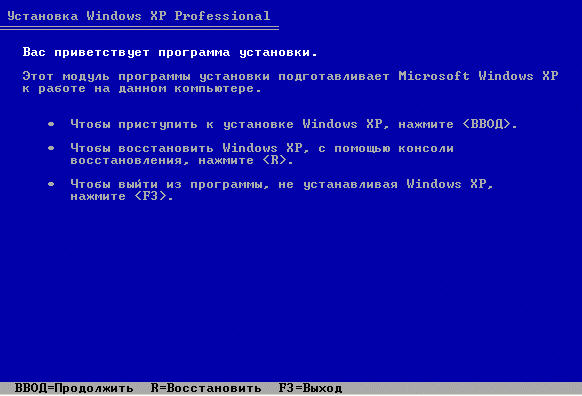 Установка Windows XP Professional
Вас приветствует программа установки.
Этот модуль программы установки подготавливает Microsoft Windows XP
к работе на данном компьютере.
• Чтобы приступить к установке Windows XP, нажмите <ВВОД>.
• Чтобы восстановить Windows XP, с помощью консоли
восстановления, нажмите <R>.
• Чтобы выйти из программы, не устанавливая Windows XP,
нажмите <F3>.
ВВОД=Продолжить R=Восстановить F3=Выход